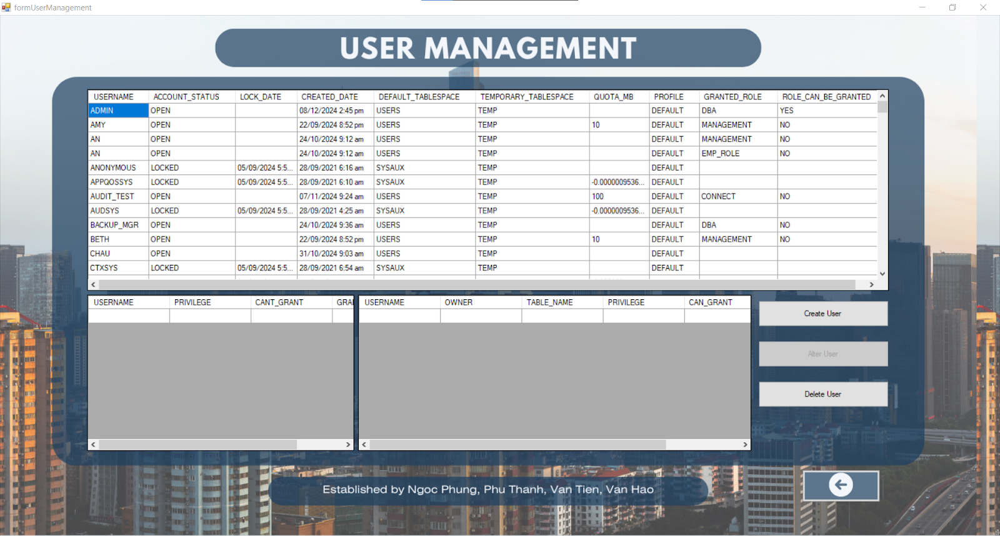 formUserManagement
USER MANAGEMENT
USERNAME ACCOUNT_STATUS LOCK_DATE CREATED_DATE DEFAULT_TABLESPACE TEMPORARY_TABLESPACE QUOTA_MB PROFILE GRANTED_ROLE ROLE_CAN_BE_GRANTED
ADMIN OPEN 08/12/2024 2:45 pm USERS TEMP DEFAULT DBA YES
AMY OPEN 22/09/2024 8:52 pm USERS TEMP 10 DEFAULT MANAGEMENT NO
AN OPEN 24/10/2024 9:12 am USERS TEMP DEFAULT MANAGEMENT NO
AN OPEN 24/10/2024 9:12 am USERS TEMP DEFAULT EMP_ROLE NO
ANONYMOUS LOCKED 05/09/2024 5:5... 28/09/2021 6:16 am SYSAUX TEMP DEFAULT
APPQOSSYS LOCKED 05/09/2024 5:5... 28/09/2021 6:10 am SYSAUX TEMP -0.0000009536... DEFAULT
AUDIT_TEST OPEN 07/11/2024 9:24 am USERS TEMP 100 DEFAULT CONNECT NO
AUDSYS LOCKED 05/09/2024 5:5... 28/09/2021 4:25 am SYSAUX TEMP -0.0000009536... DEFAULT
BACKUP_MGR OPEN 24/10/2024 9:36 am USERS TEMP DEFAULT DBA NO
BETH OPEN 22/09/2024 8:52 pm USERS TEMP 10 DEFAULT MANAGEMENT NO
CHAU OPEN 31/10/2024 9:03 am USERS TEMP DEFAULT
CTXSYS LOCKED 05/09/2024 5:5... 28/09/2021 6:54 am SYSAUX TEMP DEFAULT
USERNAME PRIVILEGE CANT_GRANT GRA
USERNAME OWNER TABLE_NAME PRIVILEGE CAN_GRANT
Create User
Alter User
Delete User
Established by Ngoc Phung, Phu Thanh, Van Tien, Van Hao